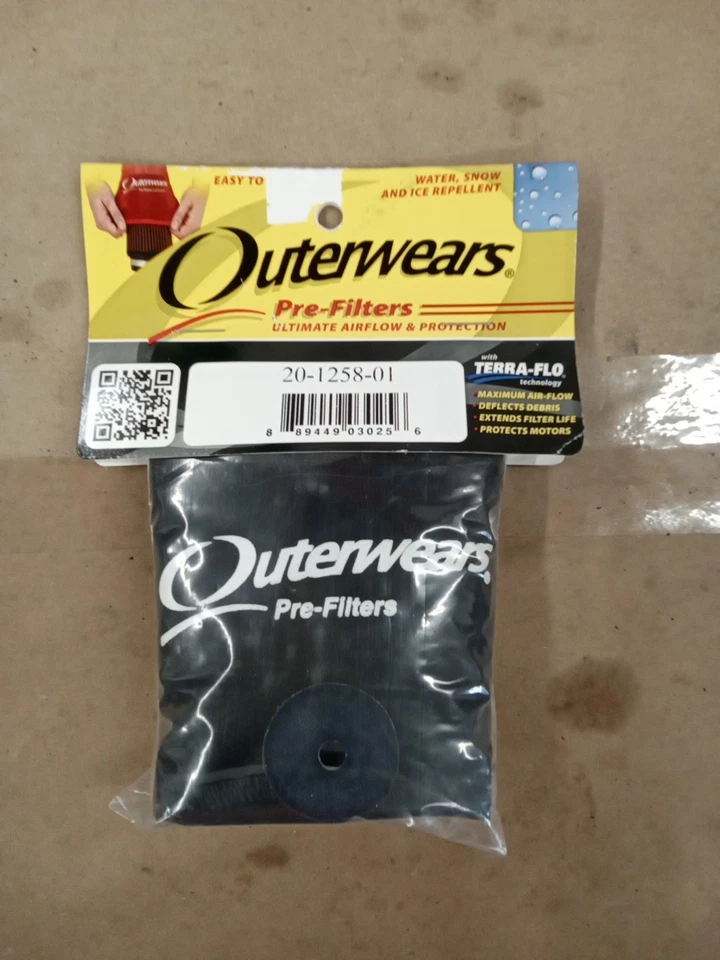 EASY TO
WATER, SNOW
AND ICE REPELLENT
Outerwears®
Pre-Filters
ULTIMATE AIRFLOW & PROTECTION
20-1258-01
8 89449 03025 6
with
TERRA-FLO
technology
• MAXIMUM AIR-FLOW
• DEFLECTS DEBRIS
• EXTENDS FILTER LIFE
• PROTECTS MOTORS
Outerwears
Pre-Filters